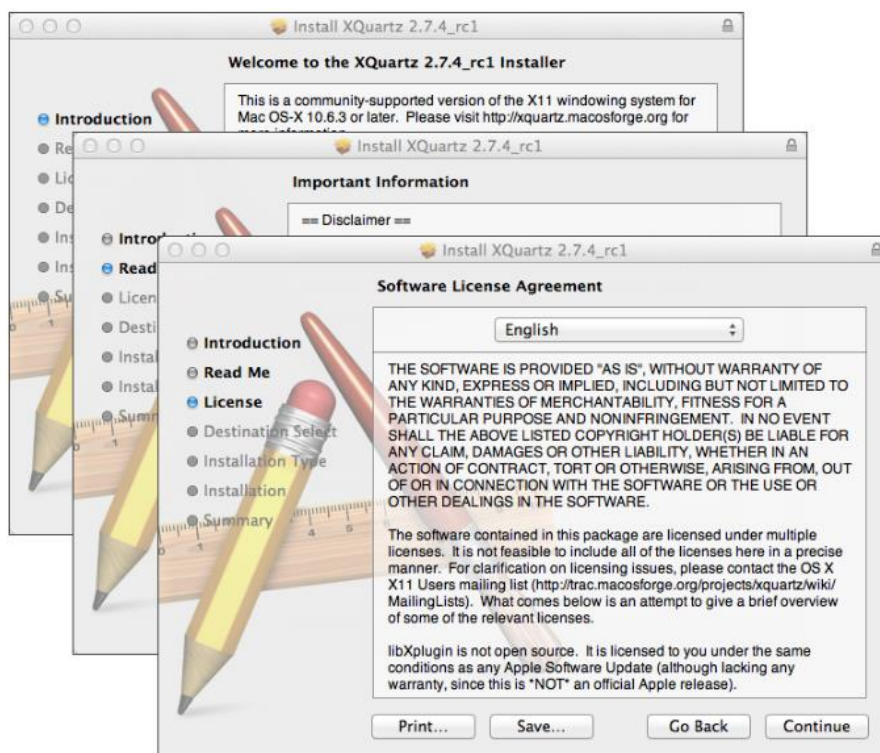 Install XQuartz 2.7.4_rc1
Welcome to the XQuartz 2.7.4_rc1 Installer
Introduction
This is a community-supported version of the X11 windowing system for
Mac OS-X 10.6.3 or later. Please visit http://xquartz.macosforge.org for
Install XQuartz 2.7.4_rc1
Important Information
== Disclaimer ==
Read
Install XQuartz 2.7.4_rc1
Software License Agreement
English
Introduction
Read Me
License
Destination Select
Installation Type
Installation
Summary
THE SOFTWARE IS PROVIDED "AS IS", WITHOUT WARRANTY OF
ANY KIND, EXPRESS OR IMPLIED, INCLUDING BUT NOT LIMITED TO
THE WARRANTIES OF MERCHANTABILITY, FITNESS FOR A
PARTICULAR PURPOSE AND NONINFRINGEMENT. IN NO EVENT
SHALL THE ABOVE LISTED COPYRIGHT HOLDER(S) BE LIABLE FOR
ANY CLAIM, DAMAGES OR OTHER LIABILITY, WHETHER IN AN
ACTION OF CONTRACT, TORT OR OTHERWISE, ARISING FROM, OUT
OF OR IN CONNECTION WITH THE SOFTWARE OR THE USE OR
OTHER DEALINGS IN THE SOFTWARE.
The software contained in this package are licensed under multiple
licenses. It is not feasible to include all of the licenses here in a precise
manner. For clarification on licensing issues, please contact the OS X
X11 Users mailing list (http://trac.macosforge.org/projects/xquartz/wiki/
MailingLists). What comes below is an attempt to give a brief overview
of some of the relevant licenses.
libXplugin is not open source. It is licensed to you under the same
conditions as any Apple Software Update (although lacking any
warranty, since this is *NOT* an official Apple release).
Print...
Save...
Go Back
Continue